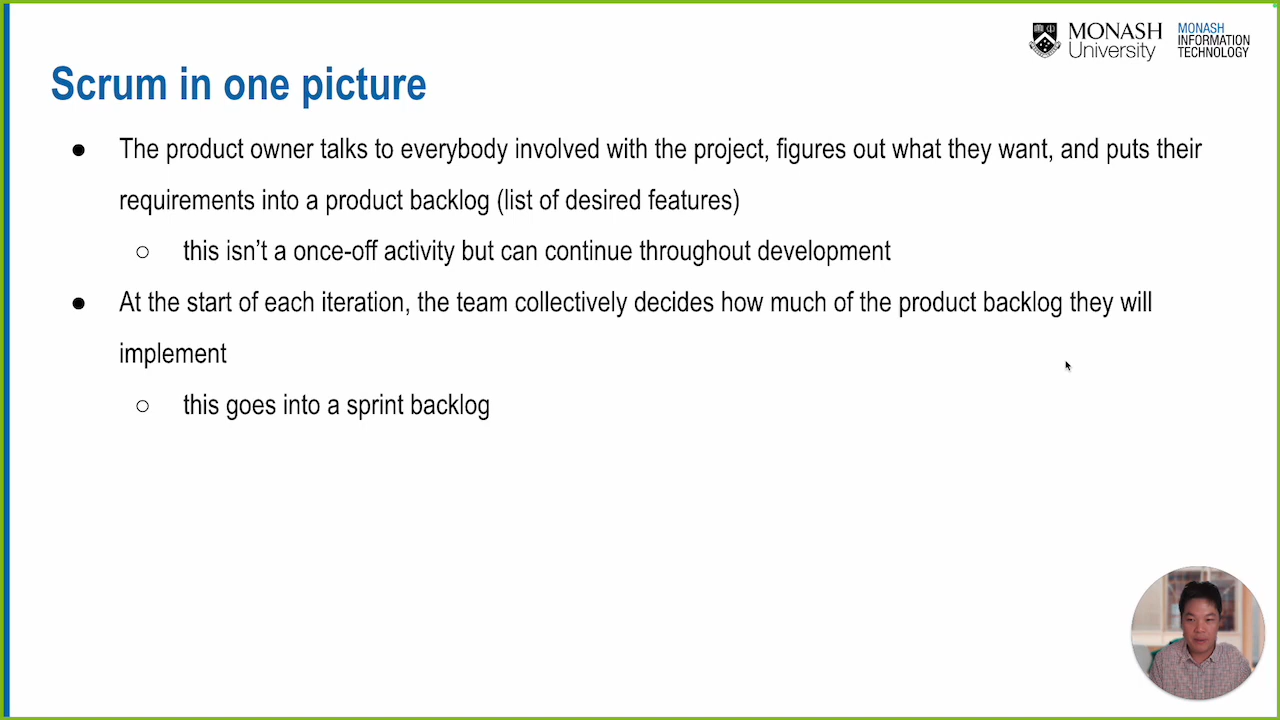 MONASH
University
MONASH
INFORMATION
TECHNOLOGY
Scrum in one picture
● The product owner talks to everybody involved with the project, figures out what they want, and puts their
requirements into a product backlog (list of desired features)
○ this isn’t a once-off activity but can continue throughout development
● At the start of each iteration, the team collectively decides how much of the product backlog they will
implement
○ this goes into a sprint backlog